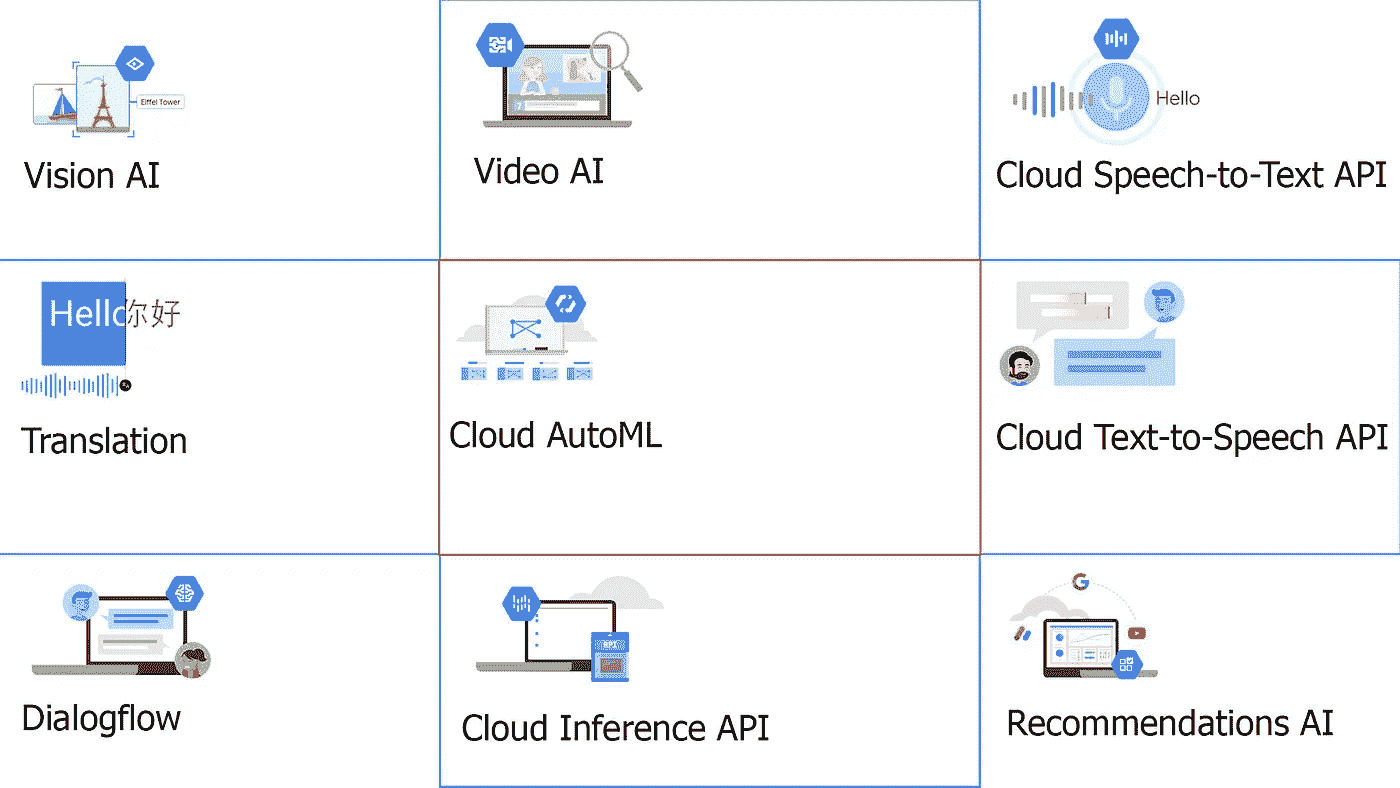 Eiffel Tower
Vision AI
Video AI
Hello
Cloud Speech-to-Text API
Hello你好
Translation
Cloud AutoML
Cloud Text-to-Speech API
Dialogflow
API
Cloud Inference API
G
Recommendations AI